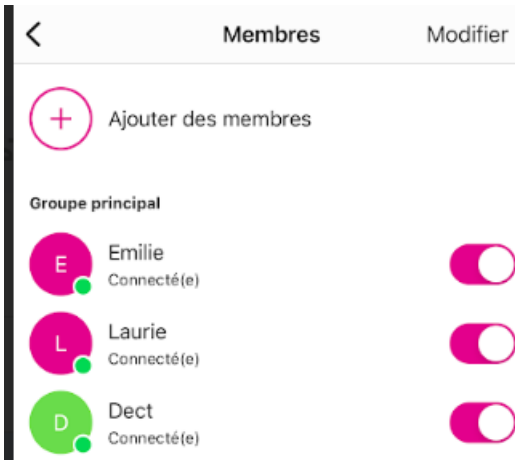 Membres
Modifier
Ajouter des membres
Groupe principal
E
Emilie
Connecté(e)
L
Laurie
Connecté(e)
D
Dect
Connecté(e)